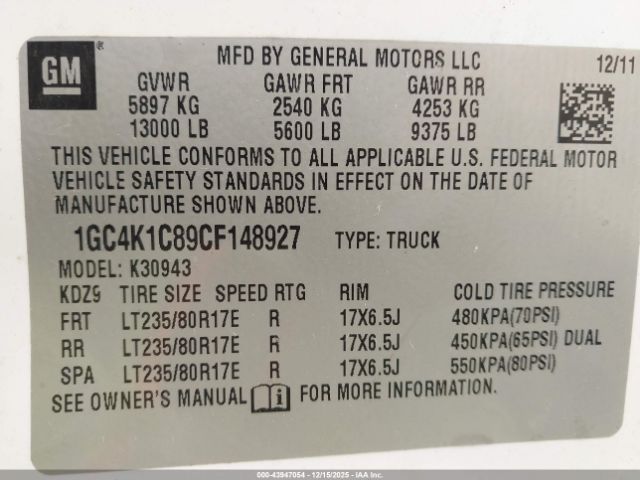 GM ®
MFD BY GENERAL MOTORS LLC 12/11
GVWR GAWR FRT GAWR RR
5897 KG 2540 KG 4253 KG
13000 LB 5600 LB 9375 LB
THIS VEHICLE CONFORMS TO ALL APPLICABLE U.S. FEDERAL MOTOR
VEHICLE SAFETY STANDARDS IN EFFECT ON THE DATE OF
MANUFACTURE SHOWN ABOVE.
1GC4K1C89CF148927 TYPE: TRUCK
MODEL: K30943
KDZ9 TIRE SIZE SPEED RTG RIM COLD TIRE PRESSURE
FRT LT235/80R17E R 17X6.5J 480KPA(70PSI)
RR LT235/80R17E R 17X6.5J 450KPA(65PSI) DUAL
SPA LT235/80R17E R 17X6.5J 550KPA(80PSI)
SEE OWNER'S MANUAL i FOR MORE INFORMATION.
000-43947054 - 12/15/2025 - IAA Inc.